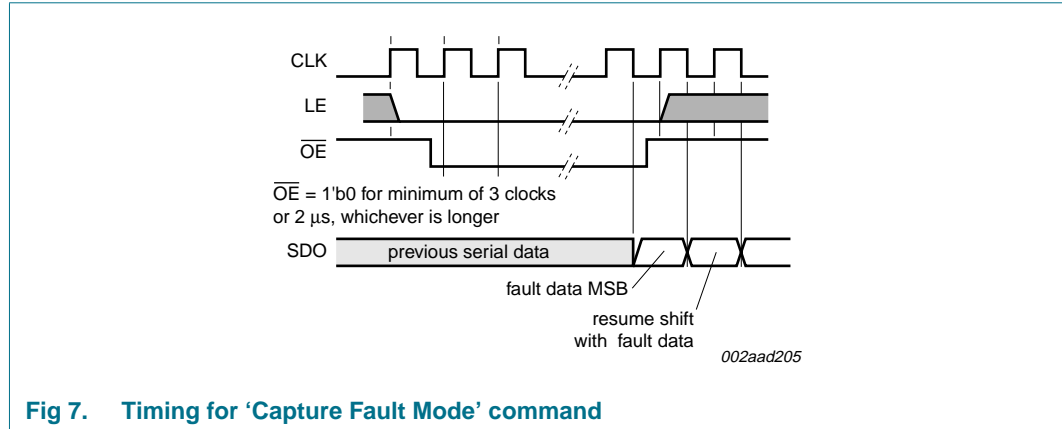 CLK
LE
OE
OE = 1'b0 for minimum of 3 clocks
or 2 μs, whichever is longer
SDO
previous serial data
fault data MSB
resume shift
with fault data
002aad205
Fig 7. Timing for ‘Capture Fault Mode’ command